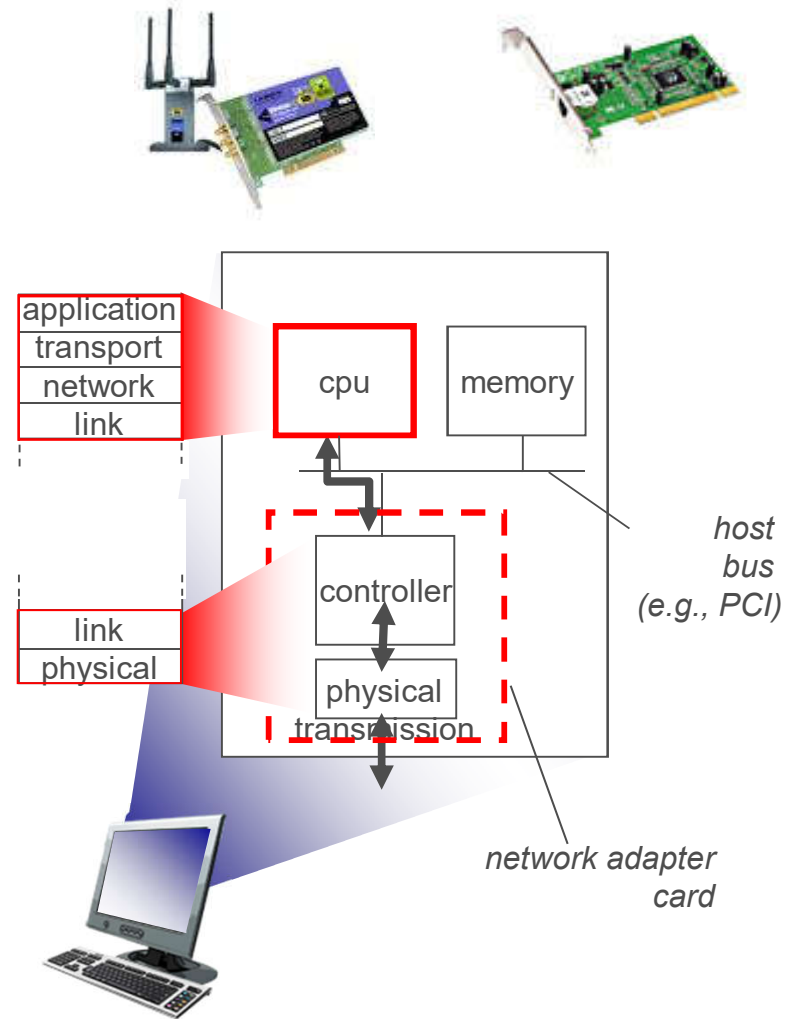 application
transport
network
link
cpu
memory
host
bus
(e.g., PCI)
controller
link
physical
physical
transmission
network adapter
card